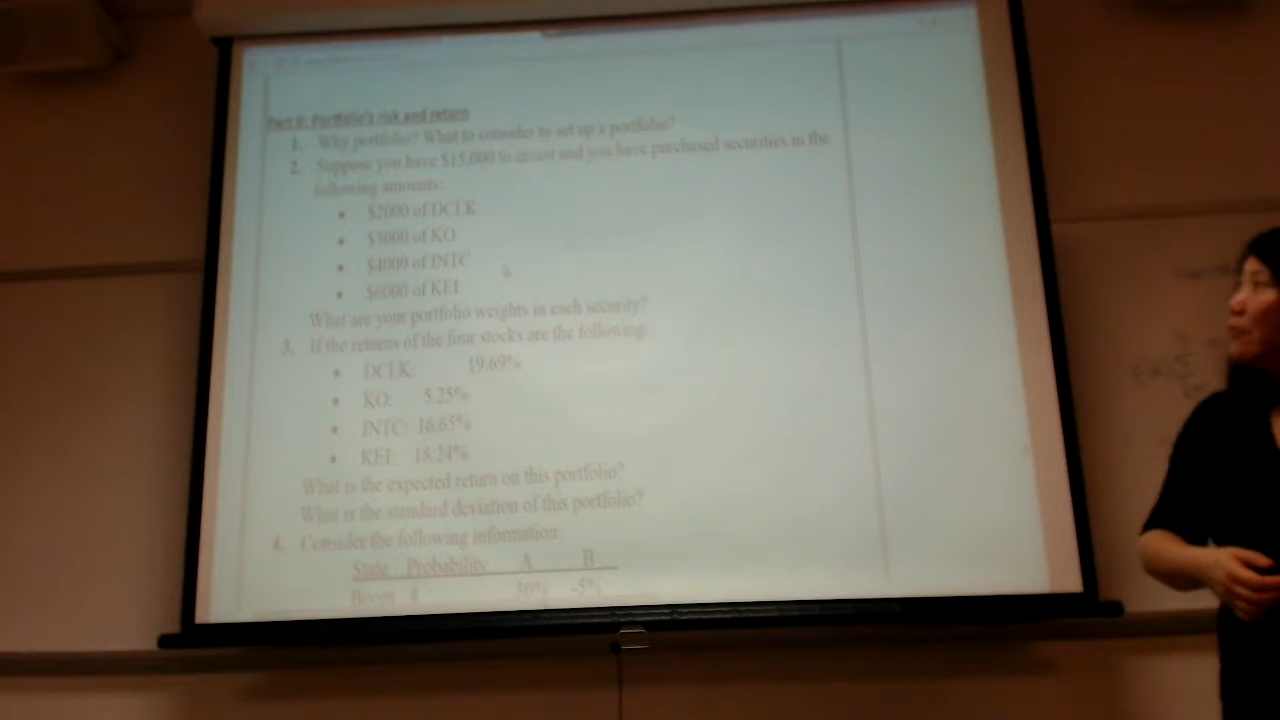 Part II: Portfolio's risk and return
1. Why portfolio? What to consider to set up a portfolio?
2. Suppose you have $15,000 to invest and you have purchased securities in the
following amounts:
• $2000 of DCLK
• $3000 of KO
• $4000 of INTC
• $6000 of KEI
What are your portfolio weights in each security?
3. If the returns of the four stocks are the following:
• DCLK: 19.69%
• KO: 5.25%
• INTC: 16.65%
• KEI: 18.24%
What is the expected return on this portfolio?
What is the standard deviation of this portfolio?
4. Consider the following information:
State Probability A B
Boom .4 30% -5%